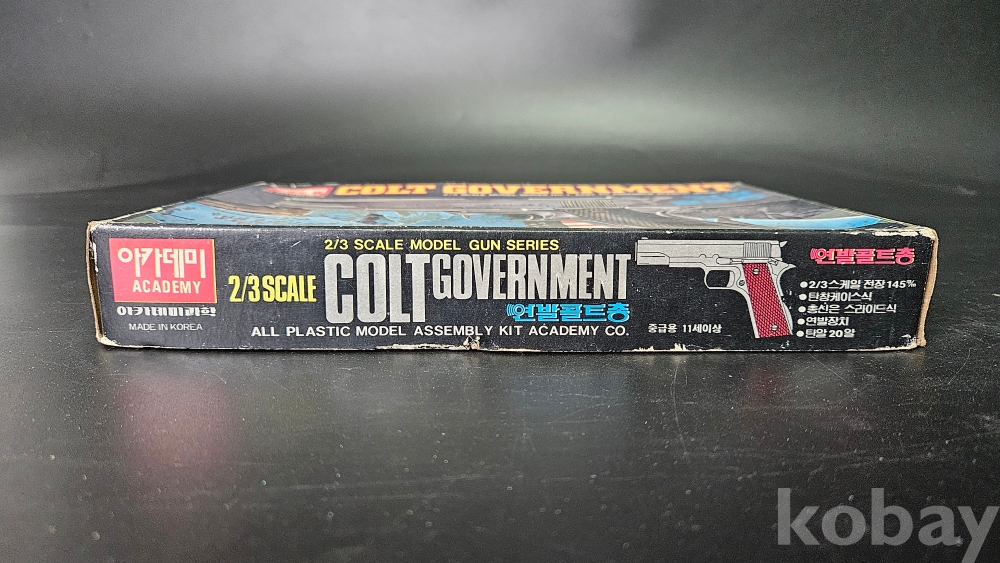 COLT GOVERNMENT
아카데미
ACADEMY
아카데미과학
MADE IN KOREA
2/3 SCALE MODEL GUN SERIES
2/3 SCALE
COLT GOVERNMENT
연발콜트총
ALL PLASTIC MODEL ASSEMBLY KIT ACADEMY CO.
중급용 11세이상
연발콜트총
●2/3스케일 전장 145%
●탄창케이스식
●총신은 스라이드식
●연발장치
●탄알 20알
kobay